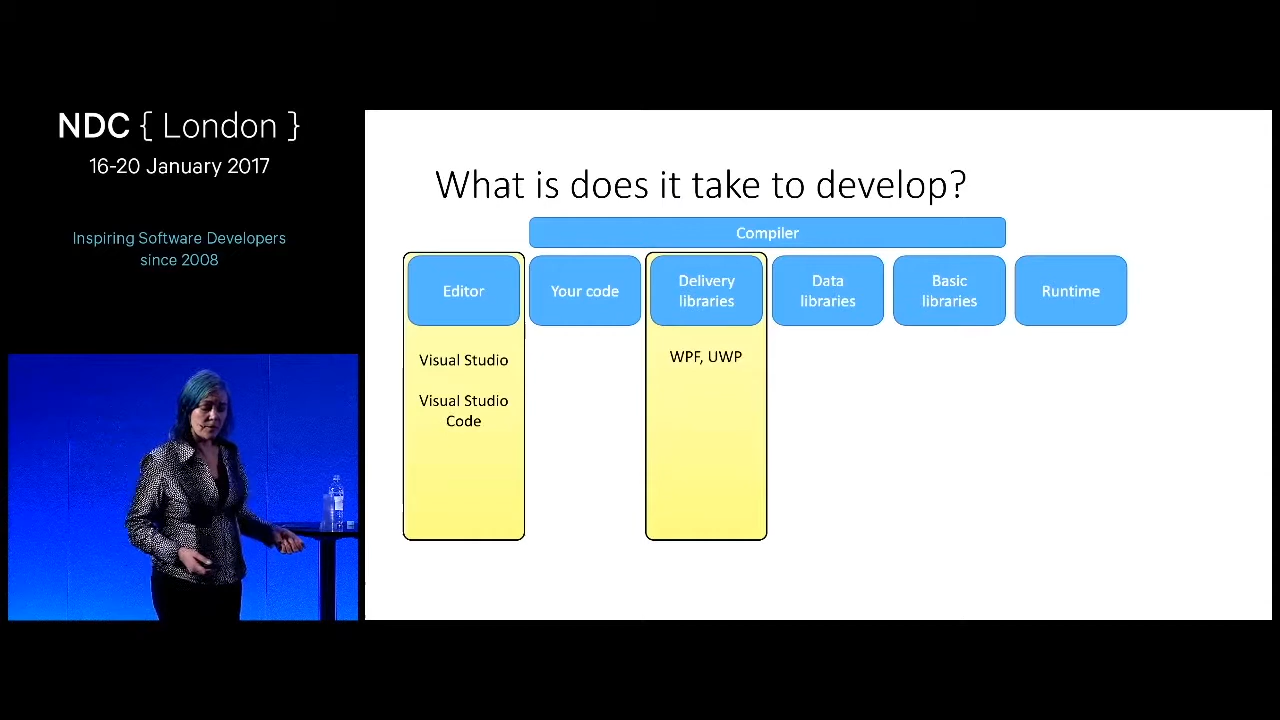 NDC { London }
16-20 January 2017
Inspiring Software Developers
since 2008
What is does it take to develop?
Compiler
Editor
Your code
Delivery
libraries
Data
libraries
Basic
libraries
Runtime
Visual Studio
Visual Studio
Code
WPF, UWP